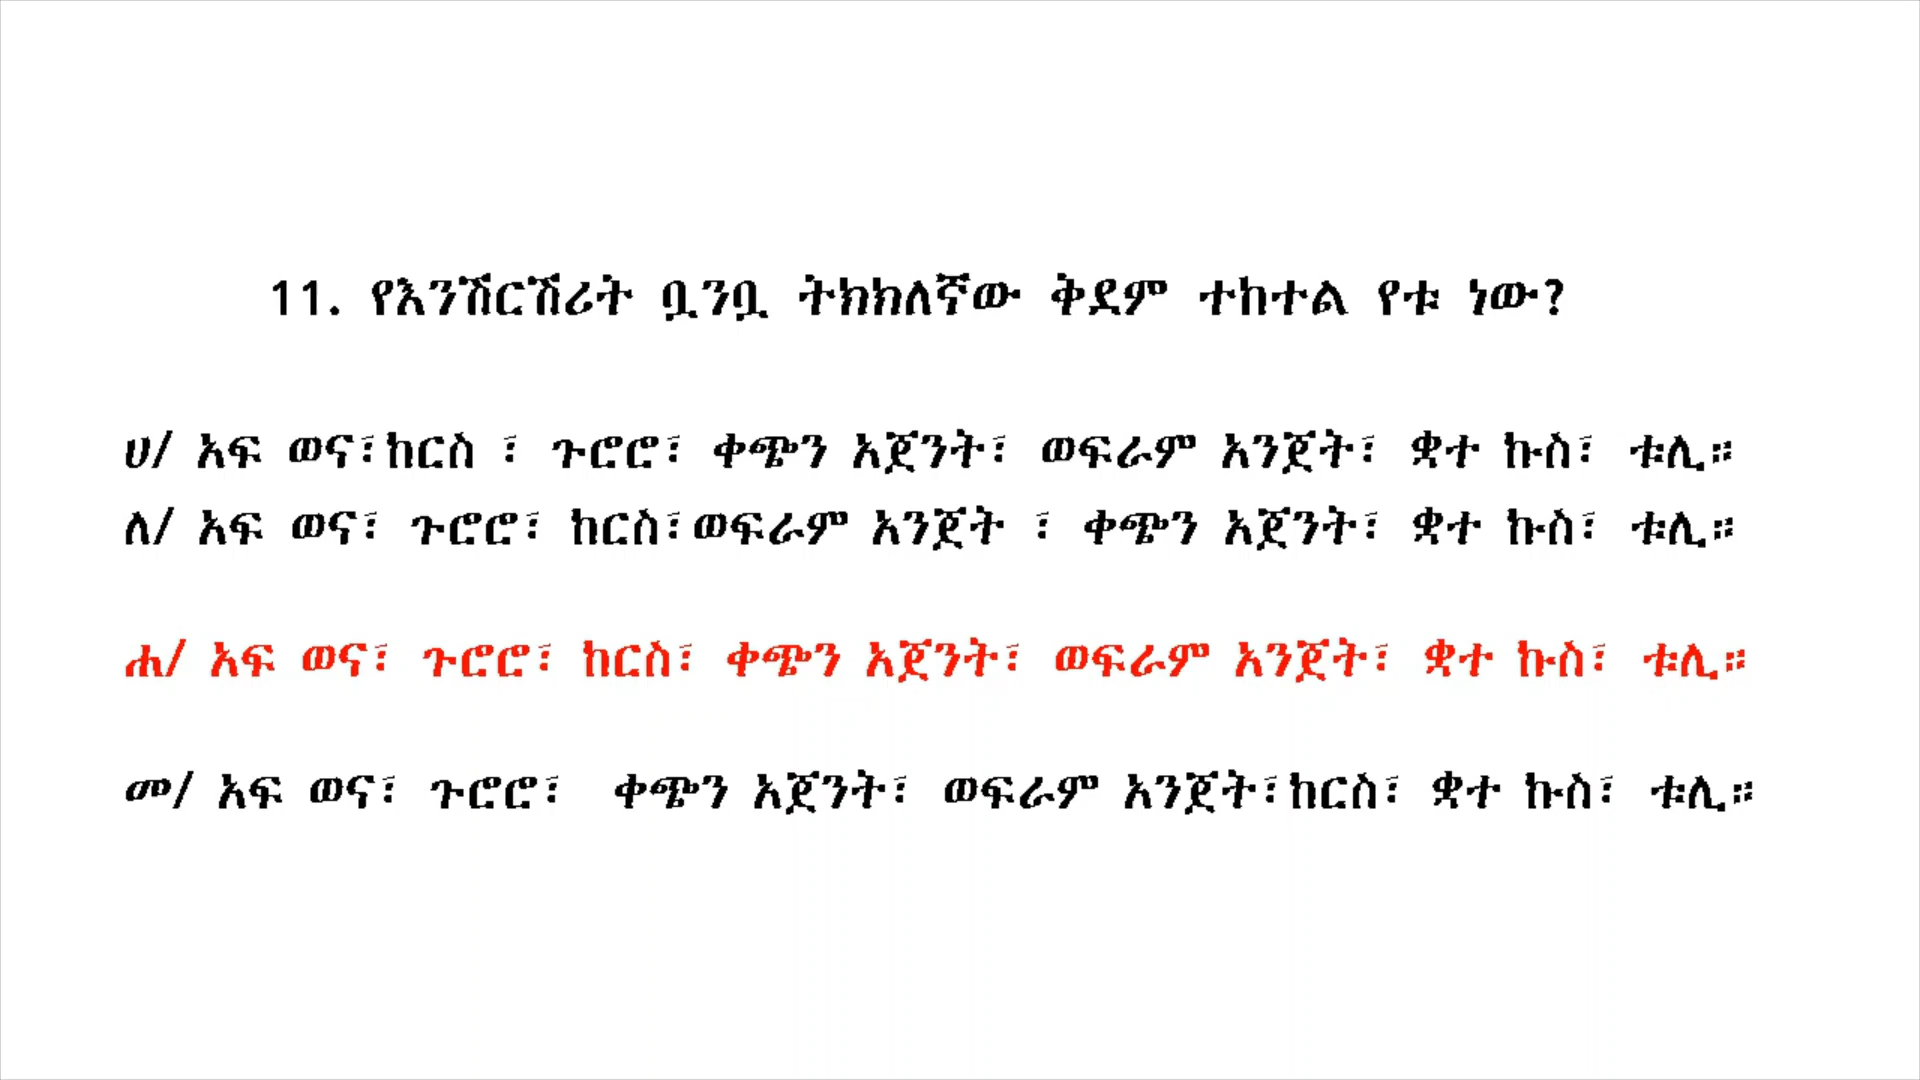 11. የእንሽርሽሪት ቧንቧ ትክክለኛው ቅደም ተከተል የቱ ነው?
ሀ/ አፍ ወና፣ከርስ ፣ ጉሮሮ፣ ቀጭን አጀንት፣ ወፍራም አንጀት፣ ቋተ ኩስ፣ ቱሊ።
ለ/ አፍ ወና፣ ጉሮሮ፣ ከርስ፣ወፍራም አንጀት ፣ ቀጭን አጀንት፣ ቋተ ኩስ፣ ቱሊ።
ሐ/ አፍ ወና፣ ጉሮሮ፣ ከርስ፣ ቀጭን አጀንት፣ ወፍራም አንጀት፣ ቋተ ኩስ፣ ቱሊ።
መ/ አፍ ወና፣ ጉሮሮ፣ ቀጭን አጀንት፣ ወፍራም አንጀት፣ከርስ፣ ቋተ ኩስ፣ ቱሊ።